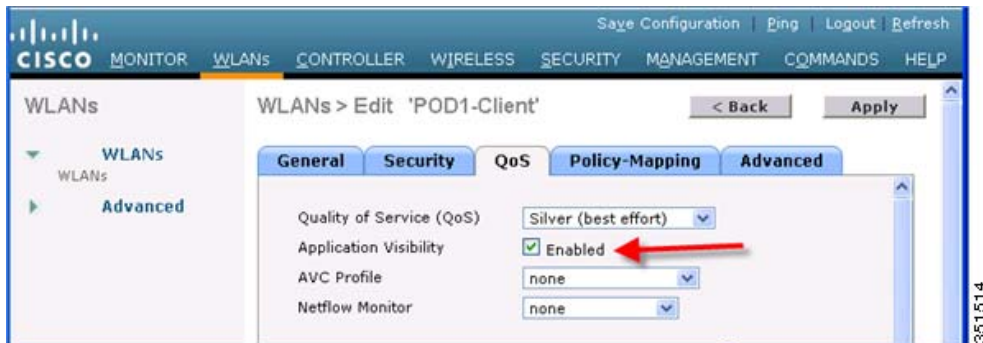 Save Configuration | Ping | Logout | Refresh
CISCO MONITOR WLANs CONTROLLER WIRELESS SECURITY MANAGEMENT COMMANDS HELP
WLANs
WLANs > Edit 'POD1-Client'
< Back
Apply
WLANs
WLANs
Advanced
General Security QoS Policy-Mapping Advanced
Quality of Service (QoS) Silver (best effort)
Application Visibility Enabled
AVC Profile none
Netflow Monitor none
351514